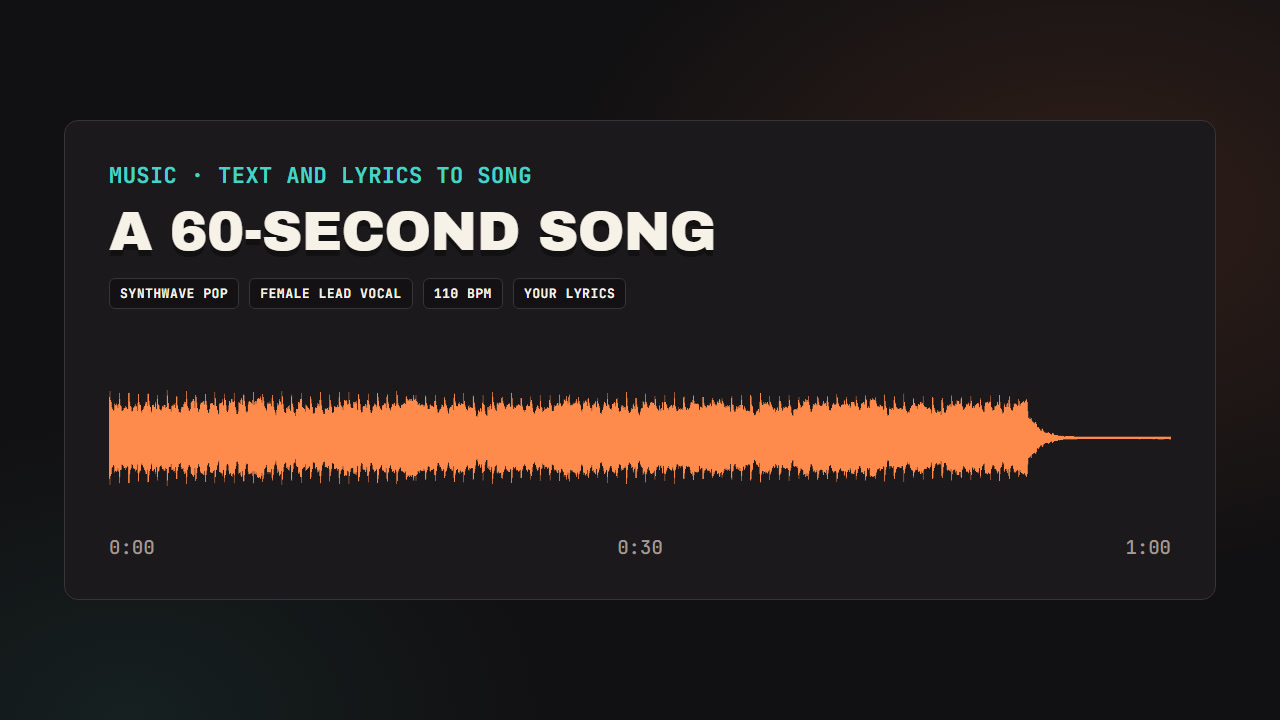 MUSIC · TEXT AND LYRICS TO SONG
A 60-SECOND SONG
SYNTHWAVE POP FEMALE LEAD VOCAL 110 BPM YOUR LYRICS
0:00 0:30 1:00